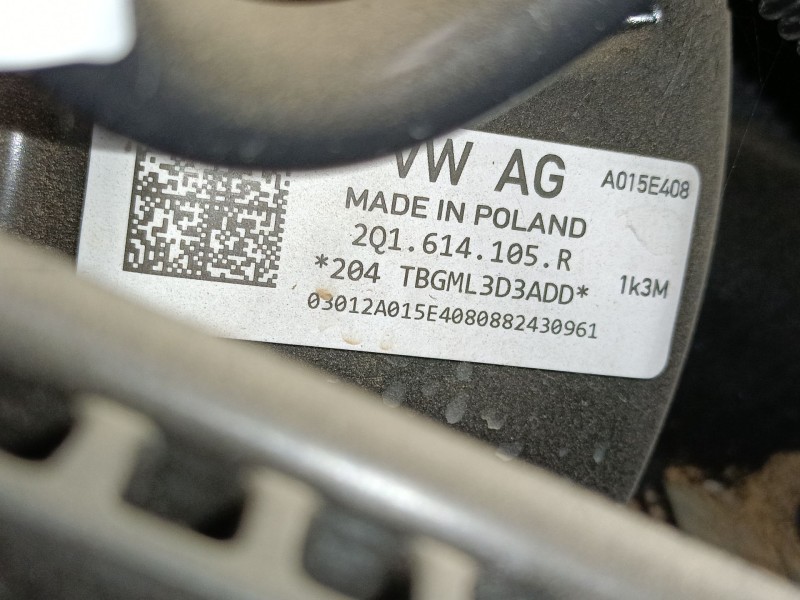 VW AG
A015E408
MADE IN POLAND
2Q1.614.105.R
*204 TBGML3D3ADD*
1k3M
03012A015E4080882430961